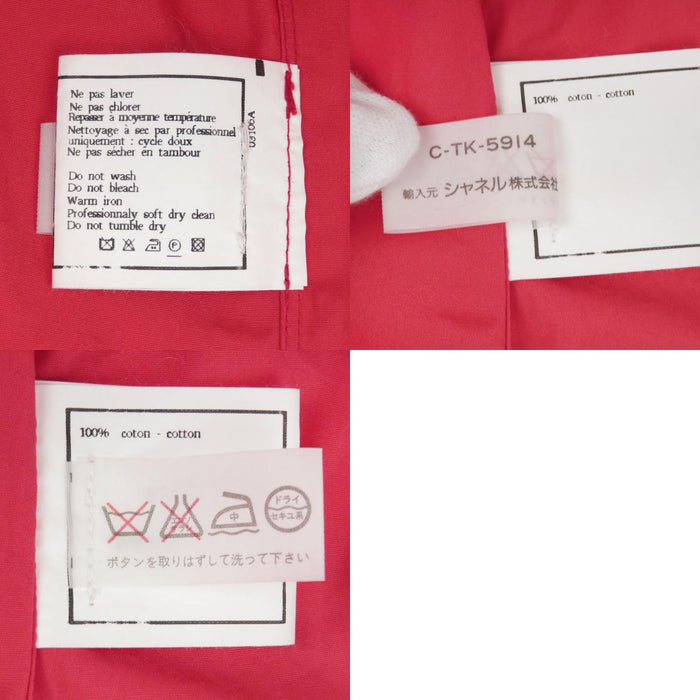 Ne pas laver
Ne pas chlorer
Repasser à moyenne température
Nettoyage à sec par professionnel
uniquement : cycle doux
Ne pas sécher en tambour
Do not wash
Do not bleach
Warm iron
Professionnaly soft dry clean
Do not tumble dry
P
100% coton - cotton
C-TK-5914
輸入元 シャネル株式会
100% coton - cotton
中
ドライ
セキユ系
ボタンを取りはずして洗って下さい